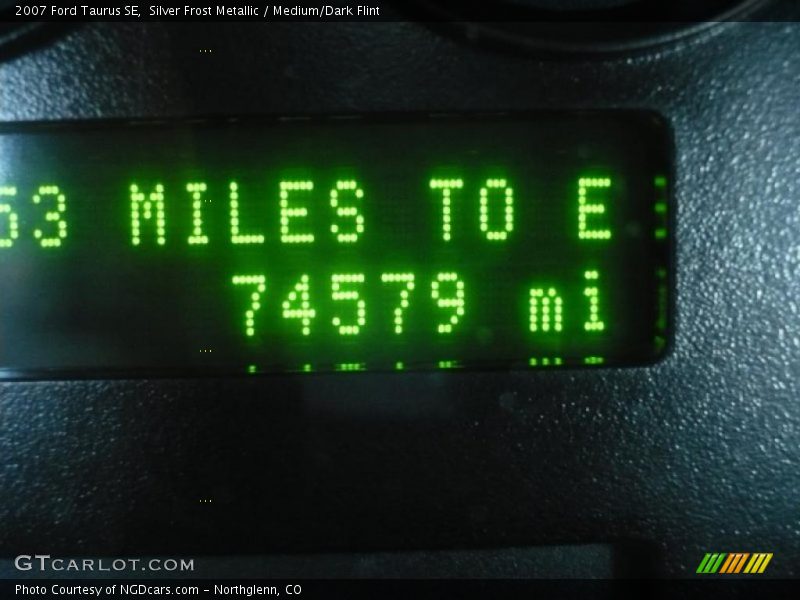 2007 Ford Taurus SE,  Silver Frost Metallic / Medium/Dark Flint
53 MILES TO E
74579 mi
GTCARLOT.COM
Photo Courtesy of NGDcars.com – Northglenn, CO